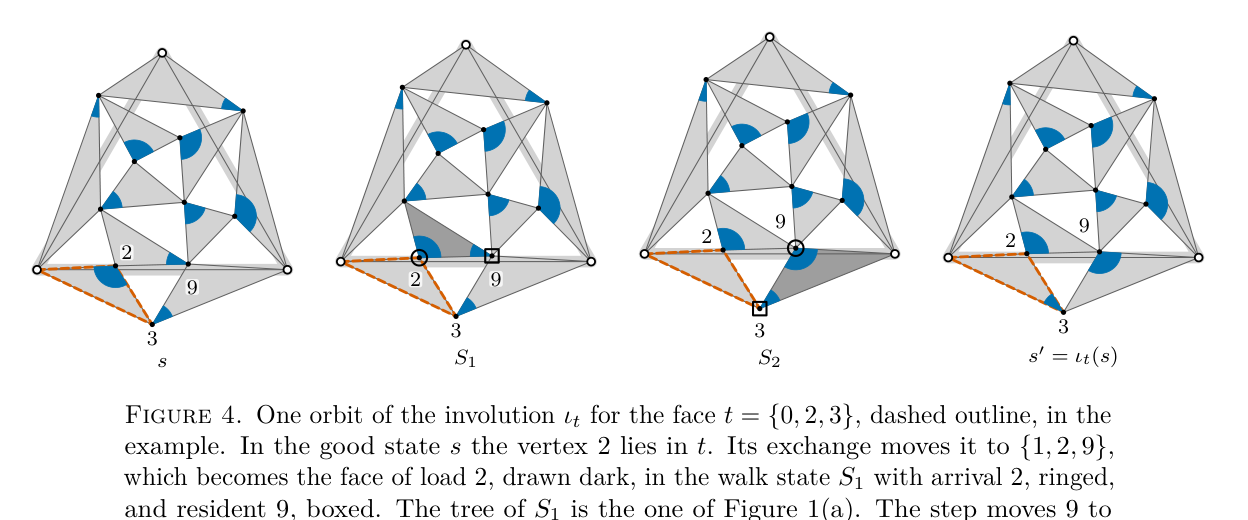 2
9
3
s
2
9
3
S₁
2
9
3
S₂
2
9
3
s′ = ιₜ(s)
FIGURE 4. One orbit of the involution ιₜ for the face t = {0, 2, 3}, dashed outline, in the
example. In the good state s the vertex 2 lies in t. Its exchange moves it to {1, 2, 9},
which becomes the face of load 2, drawn dark, in the walk state S₁ with arrival 2, ringed,
and resident 9, boxed. The tree of S₁ is the one of Figure 1(a). The step moves 9 to